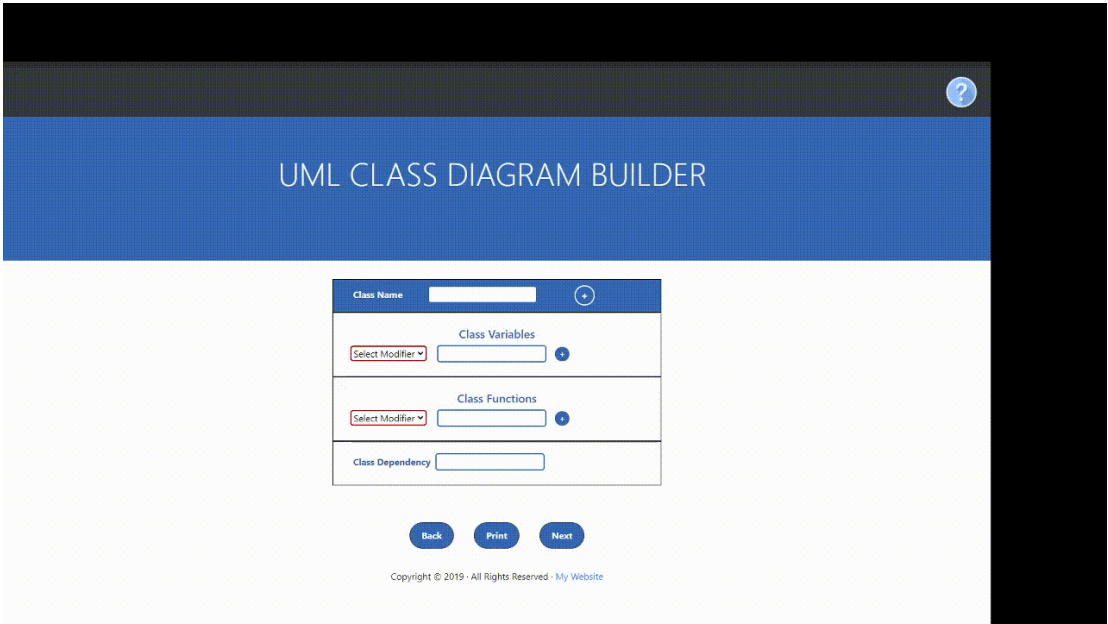 ?
UML CLASS DIAGRAM BUILDER
Class Name +
Class Variables
Select Modifier +
Class Functions
Select Modifier +
Class Dependency
Back Print Next
Copyright © 2019 · All Rights Reserved · My Website